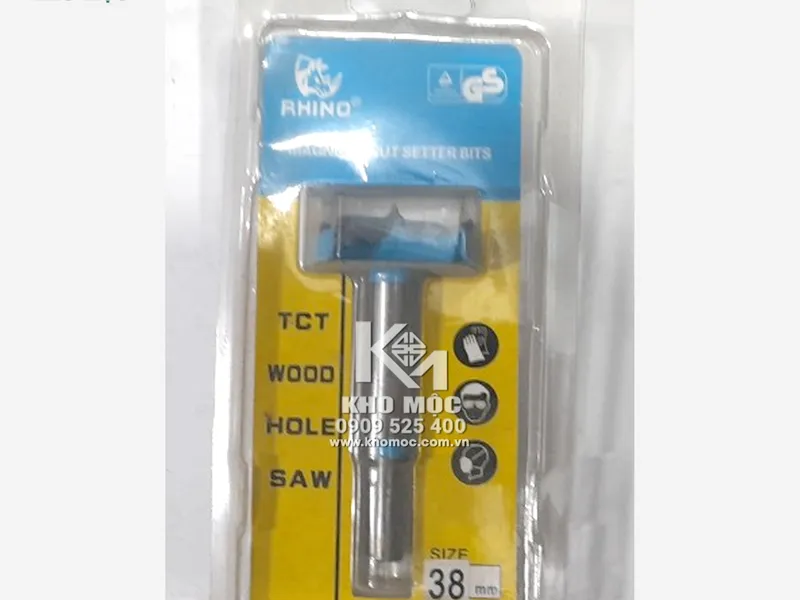 RHINO®
GS
SETTER BITS
TCT
WOOD
HOLE
SAW
KM
KHO MỘC
0909 525 400
www.khomoc.com.vn
SIZE
38 mm